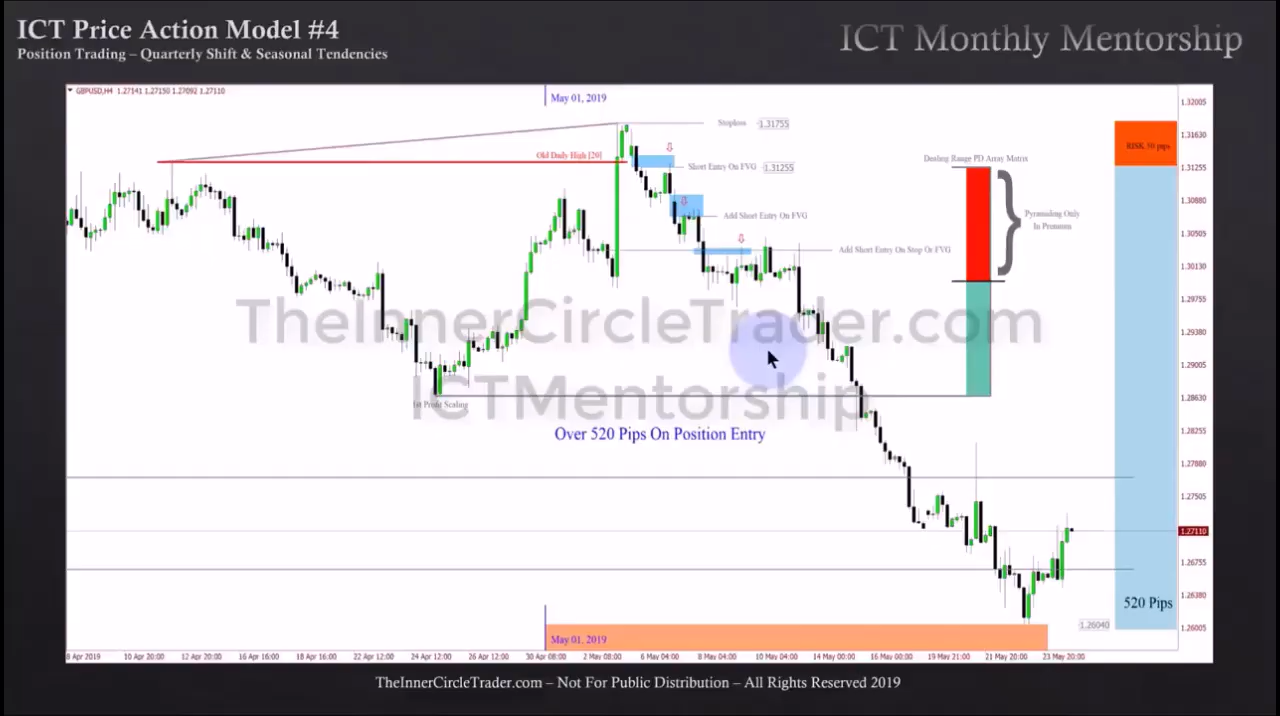 ICT Price Action Model #4
ICT Monthly Mentorship
Position Trading – Quarterly Shift & Seasonal Tendencies
GBPUSD,H4 1.27141 1.27150 1.27092 1.27110
May 01, 2019
Stoploss 1.31755
Old Daily High [20]
Short Entry On FVG 1.31255
Add Short Entry On FVG
Add Short Entry On Stop Or FVG
Dealing Range PD Array Matrix
Pyramiding Only
In Premium
RISK 50 pips
TheInnerCircleTrader.com
ICTMentorship
1st Profit Scaling
Over 520 Pips On Position Entry
520 Pips
1.26040
May 01, 2019
1.32005
1.31630
1.31255
1.30880
1.30505
1.30130
1.29755
1.29380
1.29005
1.28630
1.28255
1.27880
1.27505
1.27110
1.26755
1.26380
1.26005
8 Apr 2019 10 Apr 20:00 12 Apr 20:00 16 Apr 16:00 18 Apr 16:00 22 Apr 12:00 24 Apr 12:00 26 Apr 12:00 30 Apr 08:00 2 May 08:00 6 May 04:00 8 May 04:00 10 May 04:00 14 May 00:00 16 May 00:00 19 May 21:00 21 May 20:00 23 May 20:00
TheInnerCircleTrader.com – Not For Public Distribution – All Rights Reserved 2019